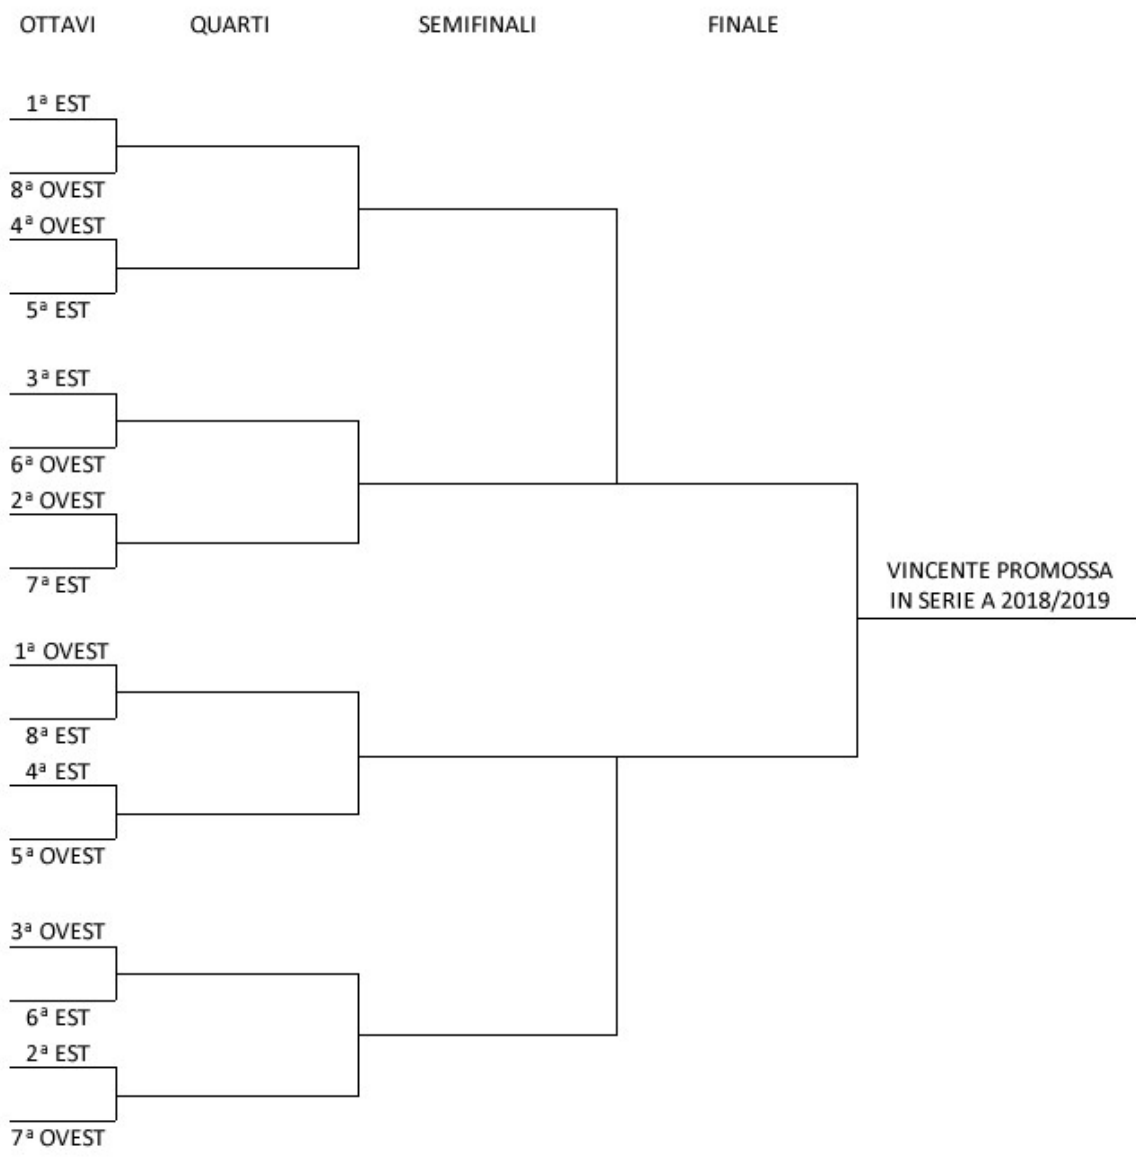 OTTAVI QUARTI SEMIFINALI FINALE
1ª EST
8ª OVEST
4ª OVEST
5ª EST
3ª EST
6ª OVEST
2ª OVEST
7ª EST
VINCENTE PROMOSSA
IN SERIE A 2018/2019
1ª OVEST
8ª EST
4ª EST
5ª OVEST
3ª OVEST
6ª EST
2ª EST
7ª OVEST